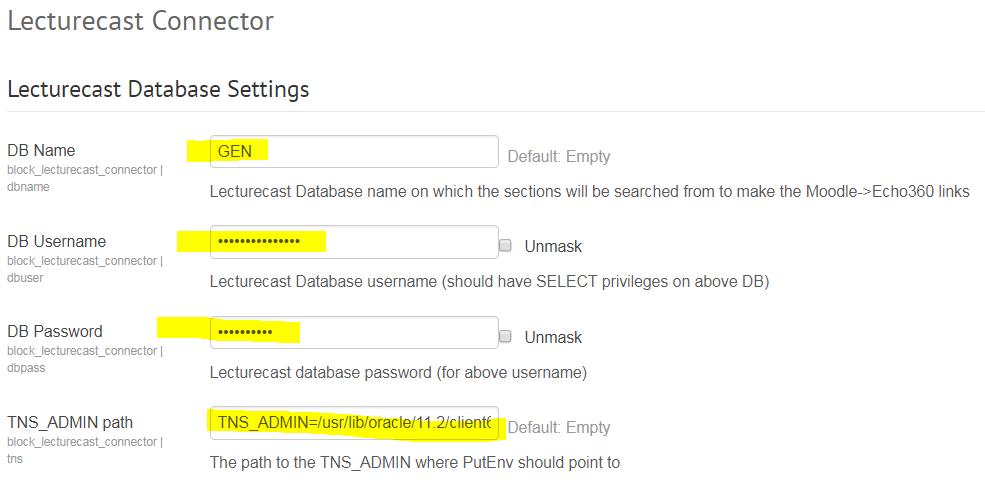 Lecturecast Connector
Lecturecast Database Settings
DB Name
block_lecturecast_connector |
dbname
GEN
Default: Empty
Lecturecast Database name on which the sections will be searched from to make the Moodle->Echo360 links
DB Username
block_lecturecast_connector |
dbuser
•••••••••••••••
Unmask
Lecturecast Database username (should have SELECT privileges on above DB)
DB Password
block_lecturecast_connector |
dbpass
••••••••••
Unmask
Lecturecast database password (for above username)
TNS_ADMIN path
block_lecturecast_connector |
tns
TNS_ADMIN=/usr/lib/oracle/11.2/client
Default: Empty
The path to the TNS_ADMIN where PutEnv should point to